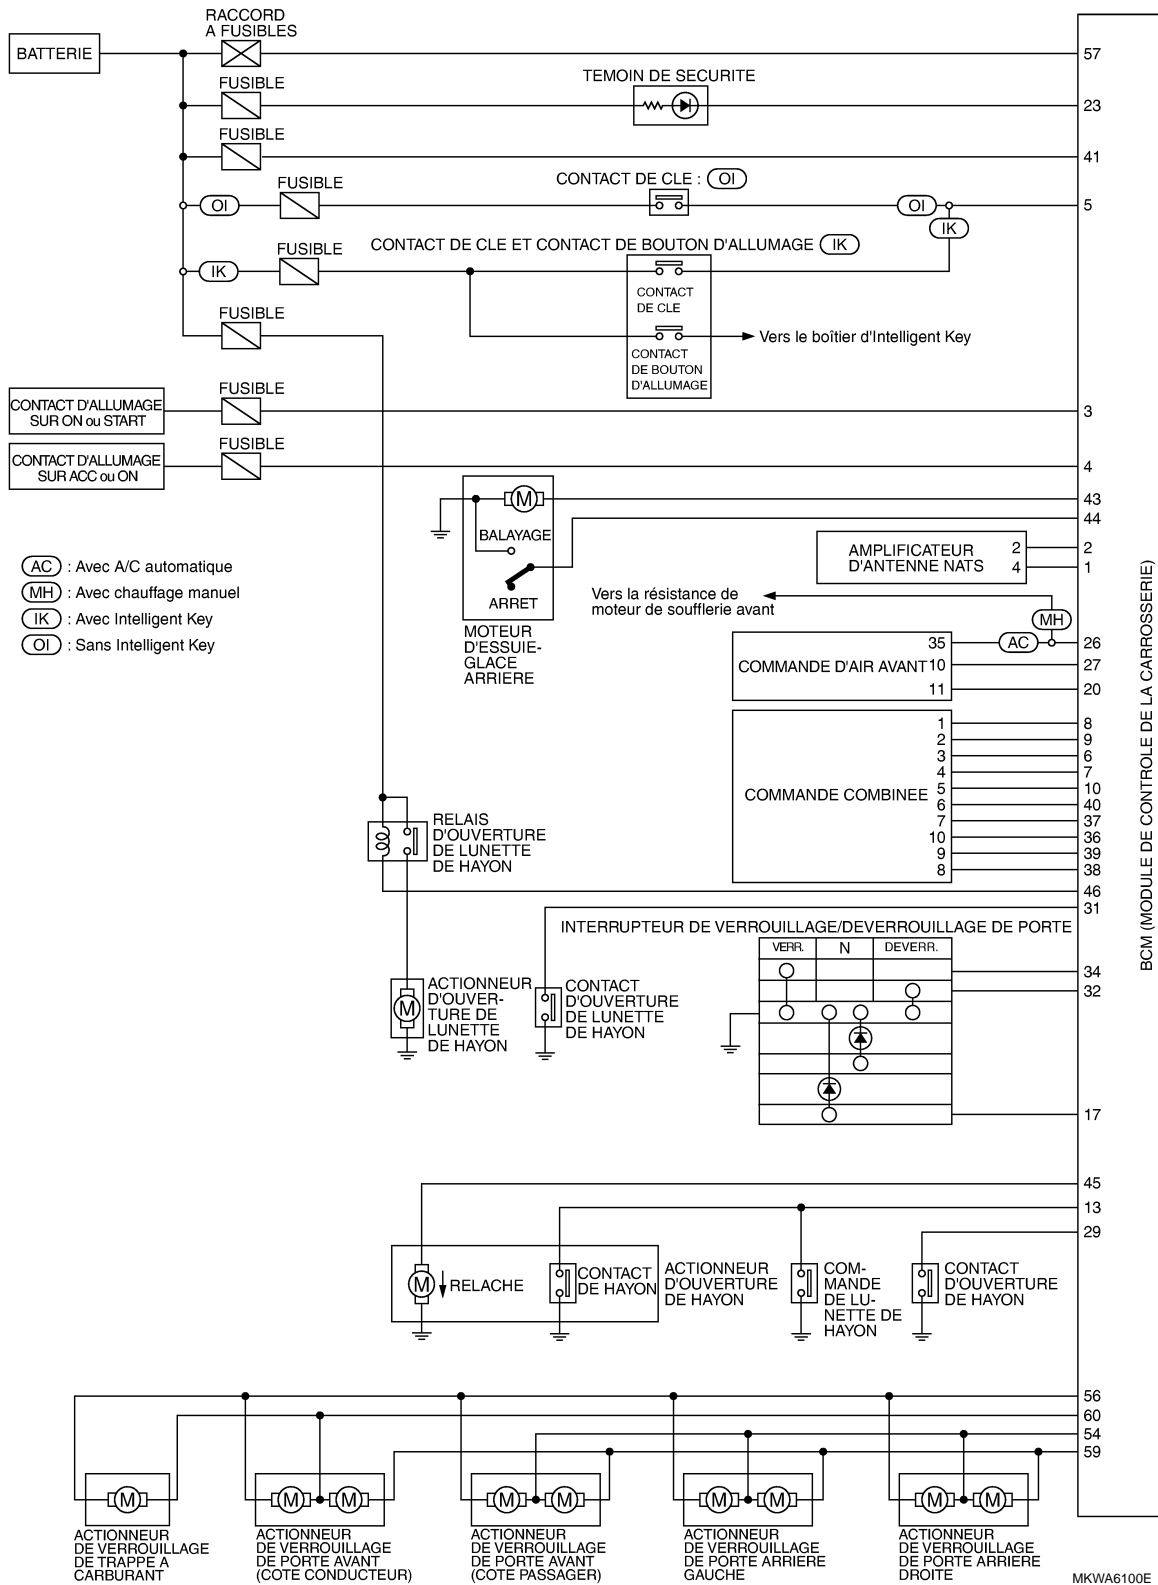 RACCORD
A FUSIBLES
BATTERIE
57
FUSIBLE
TEMOIN DE SECURITE
23
FUSIBLE
41
FUSIBLE
CONTACT DE CLE : OI
OI
OI
5
IK
CONTACT DE CLE ET CONTACT DE BOUTON D'ALLUMAGE IK
FUSIBLE
IK
CONTACT
DE CLE
FUSIBLE
Vers le boîtier d'Intelligent Key
CONTACT
DE BOUTON
D'ALLUMAGE
CONTACT D'ALLUMAGE
SUR ON ou START
FUSIBLE
3
CONTACT D'ALLUMAGE
SUR ACC ou ON
FUSIBLE
4
M
43
44
BALAYAGE
ARRET
MOTEUR
D'ESSUIE-
GLACE
ARRIERE
AMPLIFICATEUR
D'ANTENNE NATS
2 2
4 1
AC : Avec A/C automatique
MH : Avec chauffage manuel
IK : Avec Intelligent Key
OI : Sans Intelligent Key
Vers la résistance de
moteur de soufflerie avant
MH
COMMANDE D'AIR AVANT
35 AC 26
10 27
11 20
BCM (MODULE DE CONTROLE DE LA CARROSSERIE)
COMMANDE COMBINEE
1 8
2 9
3 6
4 7
5 10
6 40
7 37
10 36
9 39
8 38
46
31
RELAIS
D'OUVERTURE
DE LUNETTE
DE HAYON
INTERRUPTEUR DE VERROUILLAGE/DEVERROUILLAGE DE PORTE
VERR. N DEVERR.
34
32
17
M
ACTIONNEUR
D'OUVER-
TURE DE
LUNETTE
DE HAYON
CONTACT
D'OUVERTURE
DE LUNETTE
DE HAYON
45
13
29
M RELACHE
CONTACT
DE HAYON
ACTIONNEUR
D'OUVERTURE
DE HAYON
COM-
MANDE
DE LU-
NETTE DE
HAYON
CONTACT
D'OUVERTURE
DE HAYON
56
60
54
59
M M M M M M M M M
ACTIONNEUR
DE VERROUILLAGE
DE TRAPPE A
CARBURANT
ACTIONNEUR
DE VERROUILLAGE
DE PORTE AVANT
(COTE CONDUCTEUR)
ACTIONNEUR
DE VERROUILLAGE
DE PORTE AVANT
(COTE PASSAGER)
ACTIONNEUR
DE VERROUILLAGE
DE PORTE ARRIERE
GAUCHE
ACTIONNEUR
DE VERROUILLAGE
DE PORTE ARRIERE
DROITE
MKWA6100E